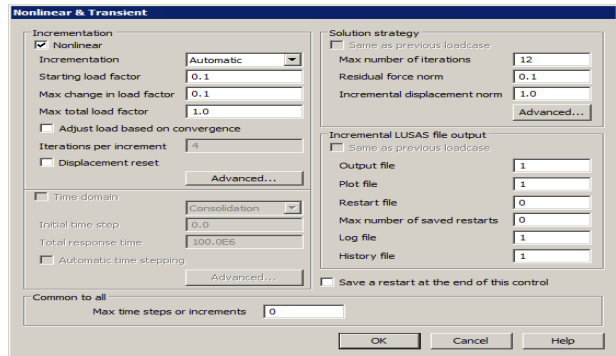 Nonlinear & Transient
Incrementation
Nonlinear
Incrementation Automatic
Starting load factor 0.1
Max change in load factor 0.1
Max total load factor 1.0
Adjust load based on convergence
Iterations per increment 4
Displacement reset
Advanced...
Time domain
Consolidation
Initial time step 0.0
Total response time 100.0E6
Automatic time stepping
Advanced...
Common to all
Max time steps or increments 0
Solution strategy
Same as previous loadcase
Max number of iterations 12
Residual force norm 0.1
Incremental displacement norm 1.0
Advanced...
Incremental LUSAS file output
Same as previous loadcase
Output file 1
Plot file 1
Restart file 0
Max number of saved restarts 0
Log file 1
History file 1
Save a restart at the end of this control
OK Cancel Help